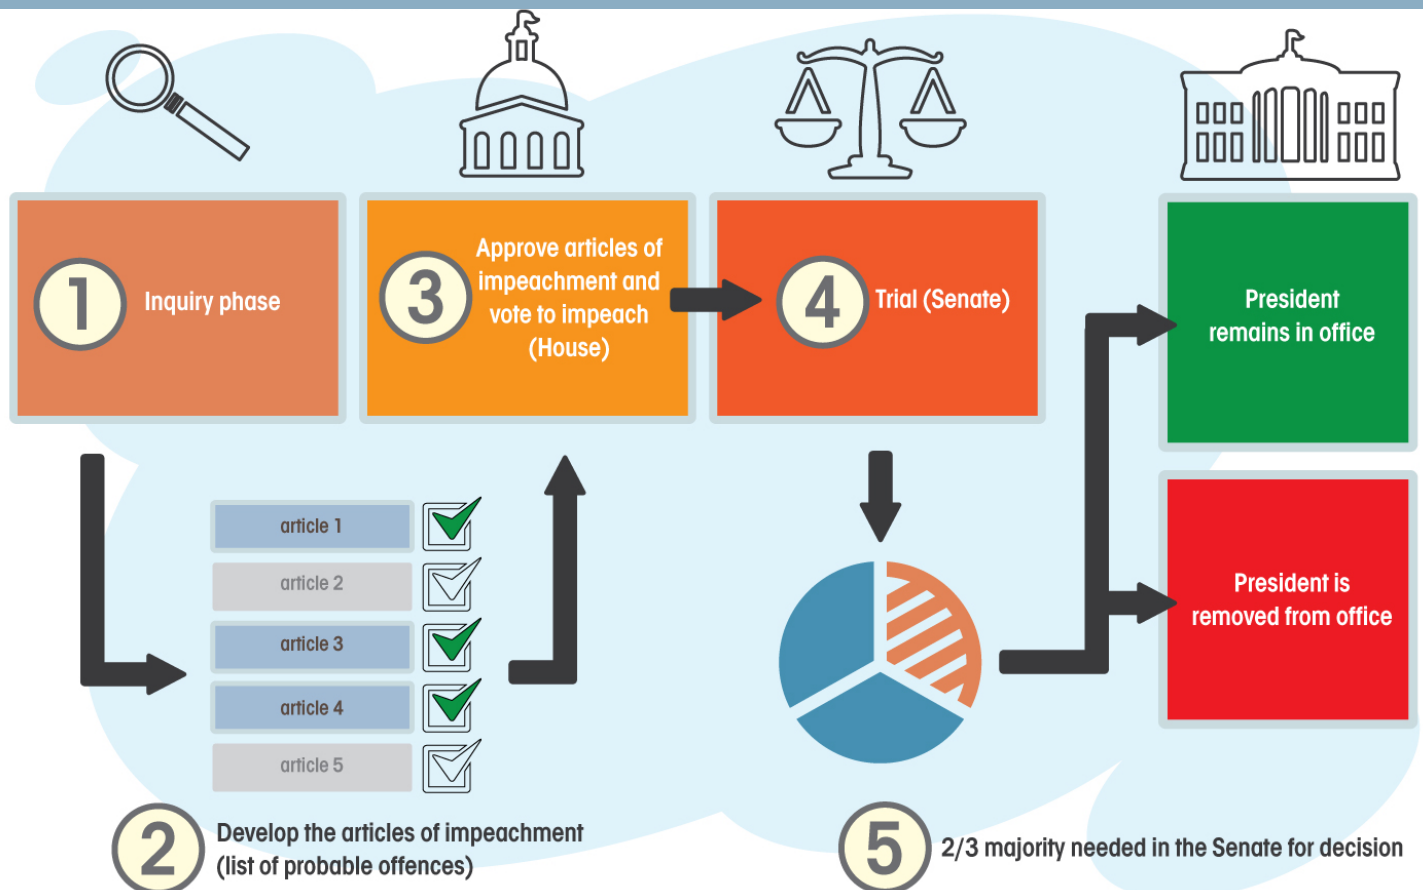 1
Inquiry phase
article 1
article 2
article 3
article 4
article 5
2
Develop the articles of impeachment
(list of probable offences)
3
Approve articles of
impeachment and
vote to impeach
(House)
4
Trial (Senate)
5
2/3 majority needed in the Senate for decision
President
remains in office
President is
removed from office